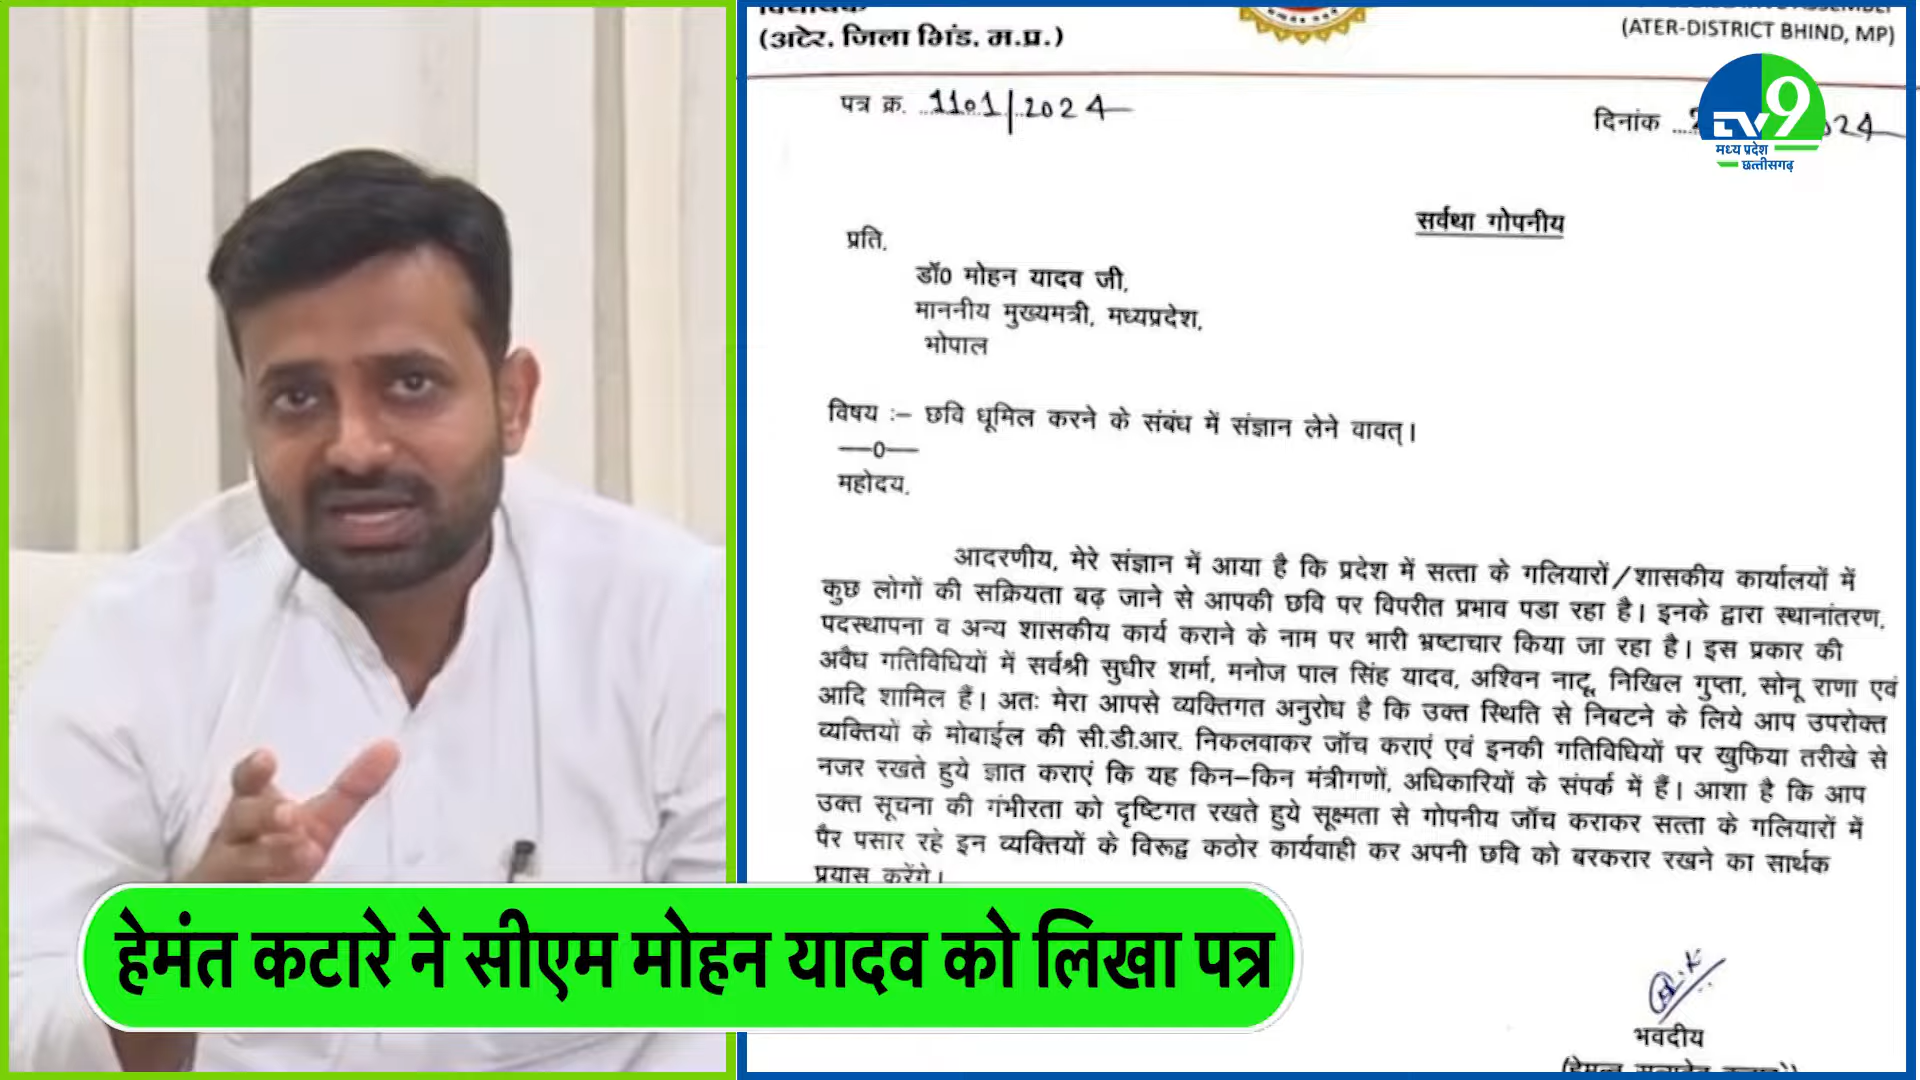 (अटेर, जिला भिंड, म.प्र.)
(ATER-DISTRICT BHIND, MP)
पत्र क्र. 1101/2024
दिनांक
TV9
मध्य प्रदेश
छत्तीसगढ़
सर्वथा गोपनीय
प्रति,
डॉ0 मोहन यादव जी,
माननीय मुख्यमत्री, मध्यप्रदेश,
भोपाल
विषय :– छवि धूमिल करने के संबंध में संज्ञान लेने वावत्।
—0—
महोदय,
आदरणीय, मेरे संज्ञान में आया है कि प्रदेश में सत्ता के गलियारों/शासकीय कार्यालयों में
कुछ लोगों की सक्रियता बढ़ जाने से आपकी छवि पर विपरीत प्रभाव पडा रहा है। इनके द्वारा स्थानांतरण,
पदस्थापना व अन्य शासकीय कार्य कराने के नाम पर भारी भ्रष्टाचार किया जा रहा है। इस प्रकार की
अवैध गतिविधियों में सर्वश्री सुधीर शर्मा, मनोज पाल सिंह यादव, अश्विन नाटू, निखिल गुप्ता, सोनू राणा एवं
आदि शामिल हैं। अतः मेरा आपसे व्यक्तिगत अनुरोध है कि उक्त स्थिति से निबटने के लिये आप उपरोक्त
व्यक्तियों के मोबाईल की सी.डी.आर. निकलवाकर जॉच कराएं एवं इनकी गतिविधियों पर खुफिया तरीके से
नजर रखते हुये ज्ञात कराएं कि यह किन–किन मंत्रीगणों, अधिकारियों के संपर्क में हैं। आशा है कि आप
उक्त सूचना की गंभीरता को दृष्टिगत रखते हुये सूक्ष्मता से गोपनीय जॉच कराकर सत्ता के गलियारों में
पैर पसार रहे इन व्यक्तियों के विरूद्व कठोर कार्यवाही कर अपनी छवि को बरकरार रखने का सार्थक
प्रयास करेंगे।
हेमंत कटारे ने सीएम मोहन यादव को लिखा पत्र
भवदीय